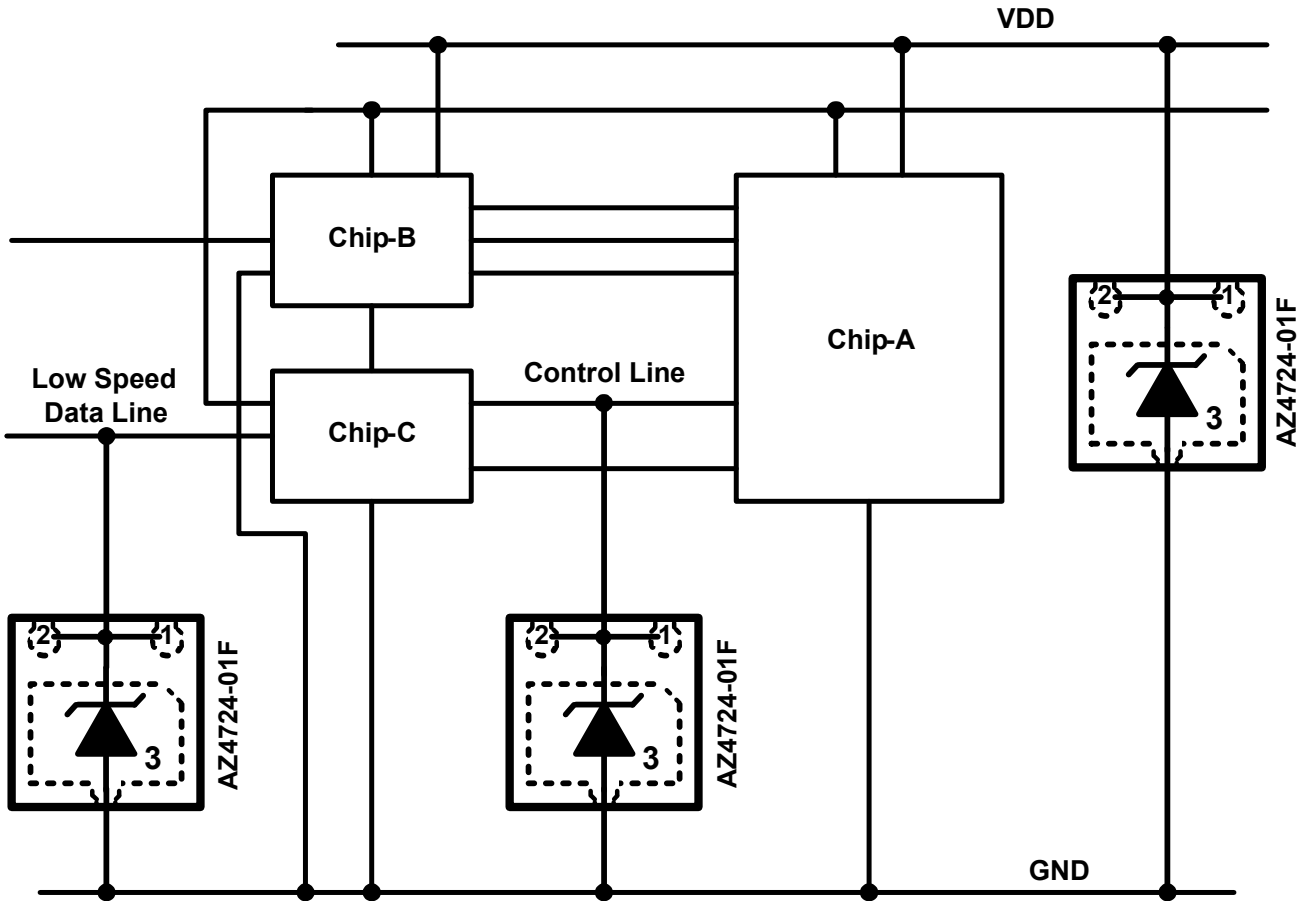 VDD
Chip-B
2
1
Chip-A
3
AZ4724-01F
Low Speed
Data Line
Control Line
Chip-C
2
1
3
AZ4724-01F
2
1
3
AZ4724-01F
GND